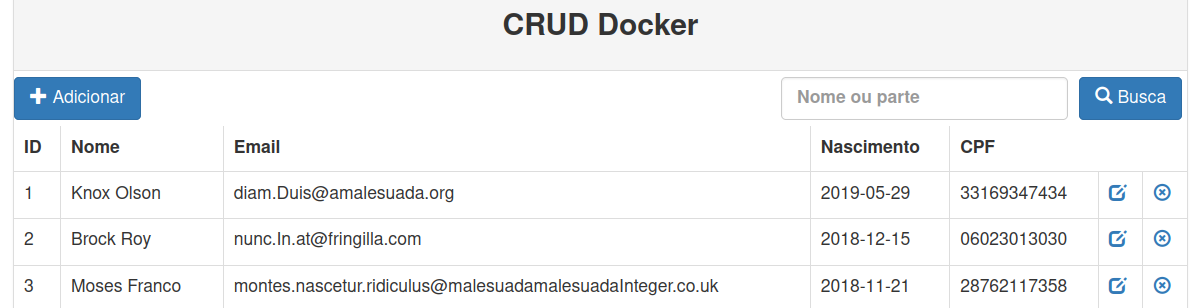 CRUD Docker
Adicionar
Nome ou parte
Busca
ID Nome Email Nascimento CPF
1 Knox Olson diam.Duis@amalesuada.org 2019-05-29 33169347434
2 Brock Roy nunc.In.at@fringilla.com 2018-12-15 06023013030
3 Moses Franco montes.nascetur.ridiculus@malesuadamalesuadaInteger.co.uk 2018-11-21 28762117358